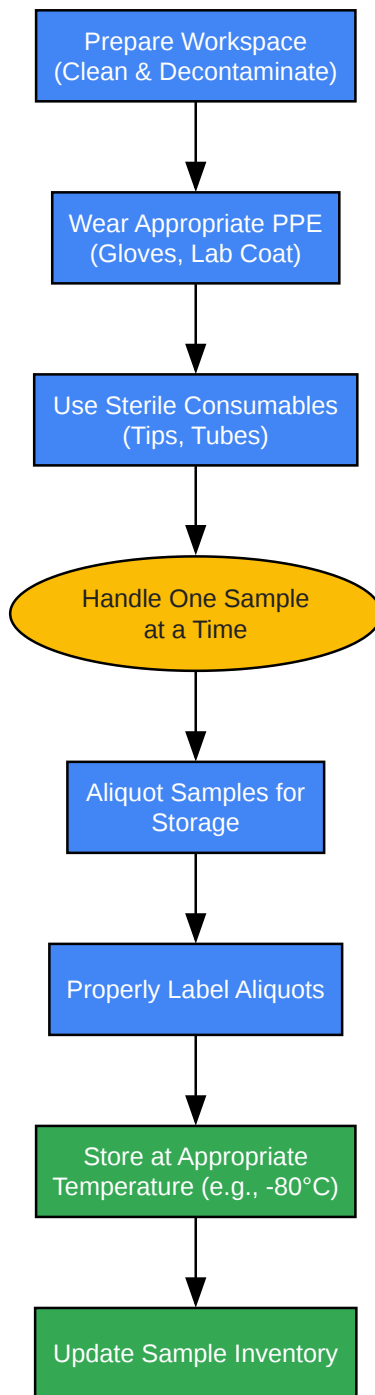 Prepare Workspace
(Clean & Decontaminate)
Wear Appropriate PPE
(Gloves, Lab Coat)
Use Sterile Consumables
(Tips, Tubes)
Handle One Sample
at a Time
Aliquot Samples for
Storage
Properly Label Aliquots
Store at Appropriate
Temperature (e.g., -80°C)
Update Sample Inventory